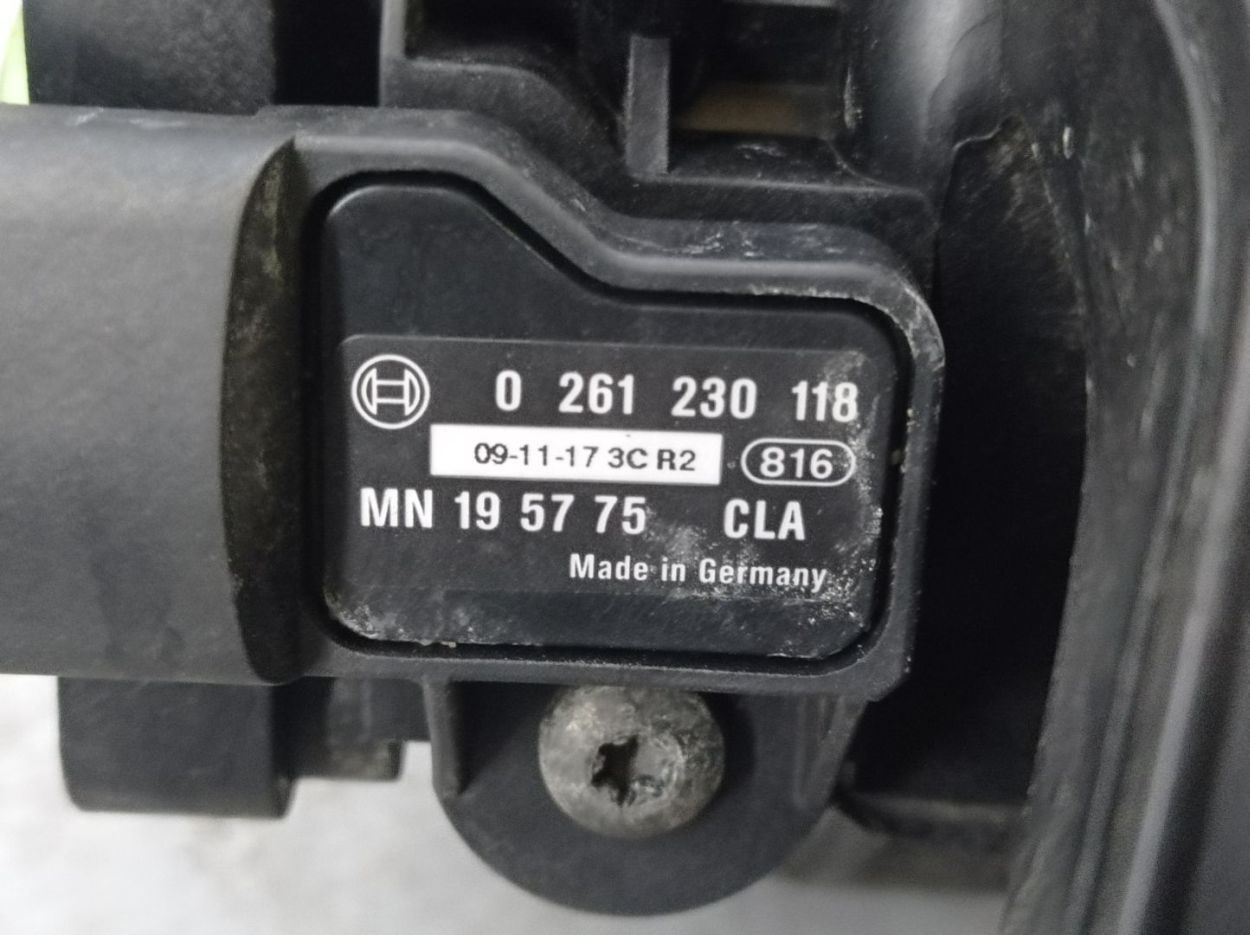 0 261 230 118
09-11-17 3C R2 816
MN 19 57 75 CLA
Made in Germany